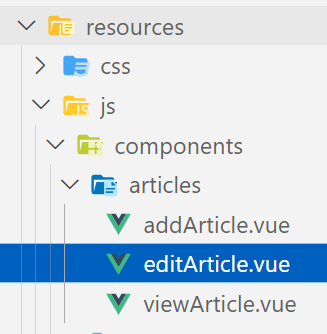 resources
css
js
components
articles
addArticle.vue
editArticle.vue
viewArticle.vue